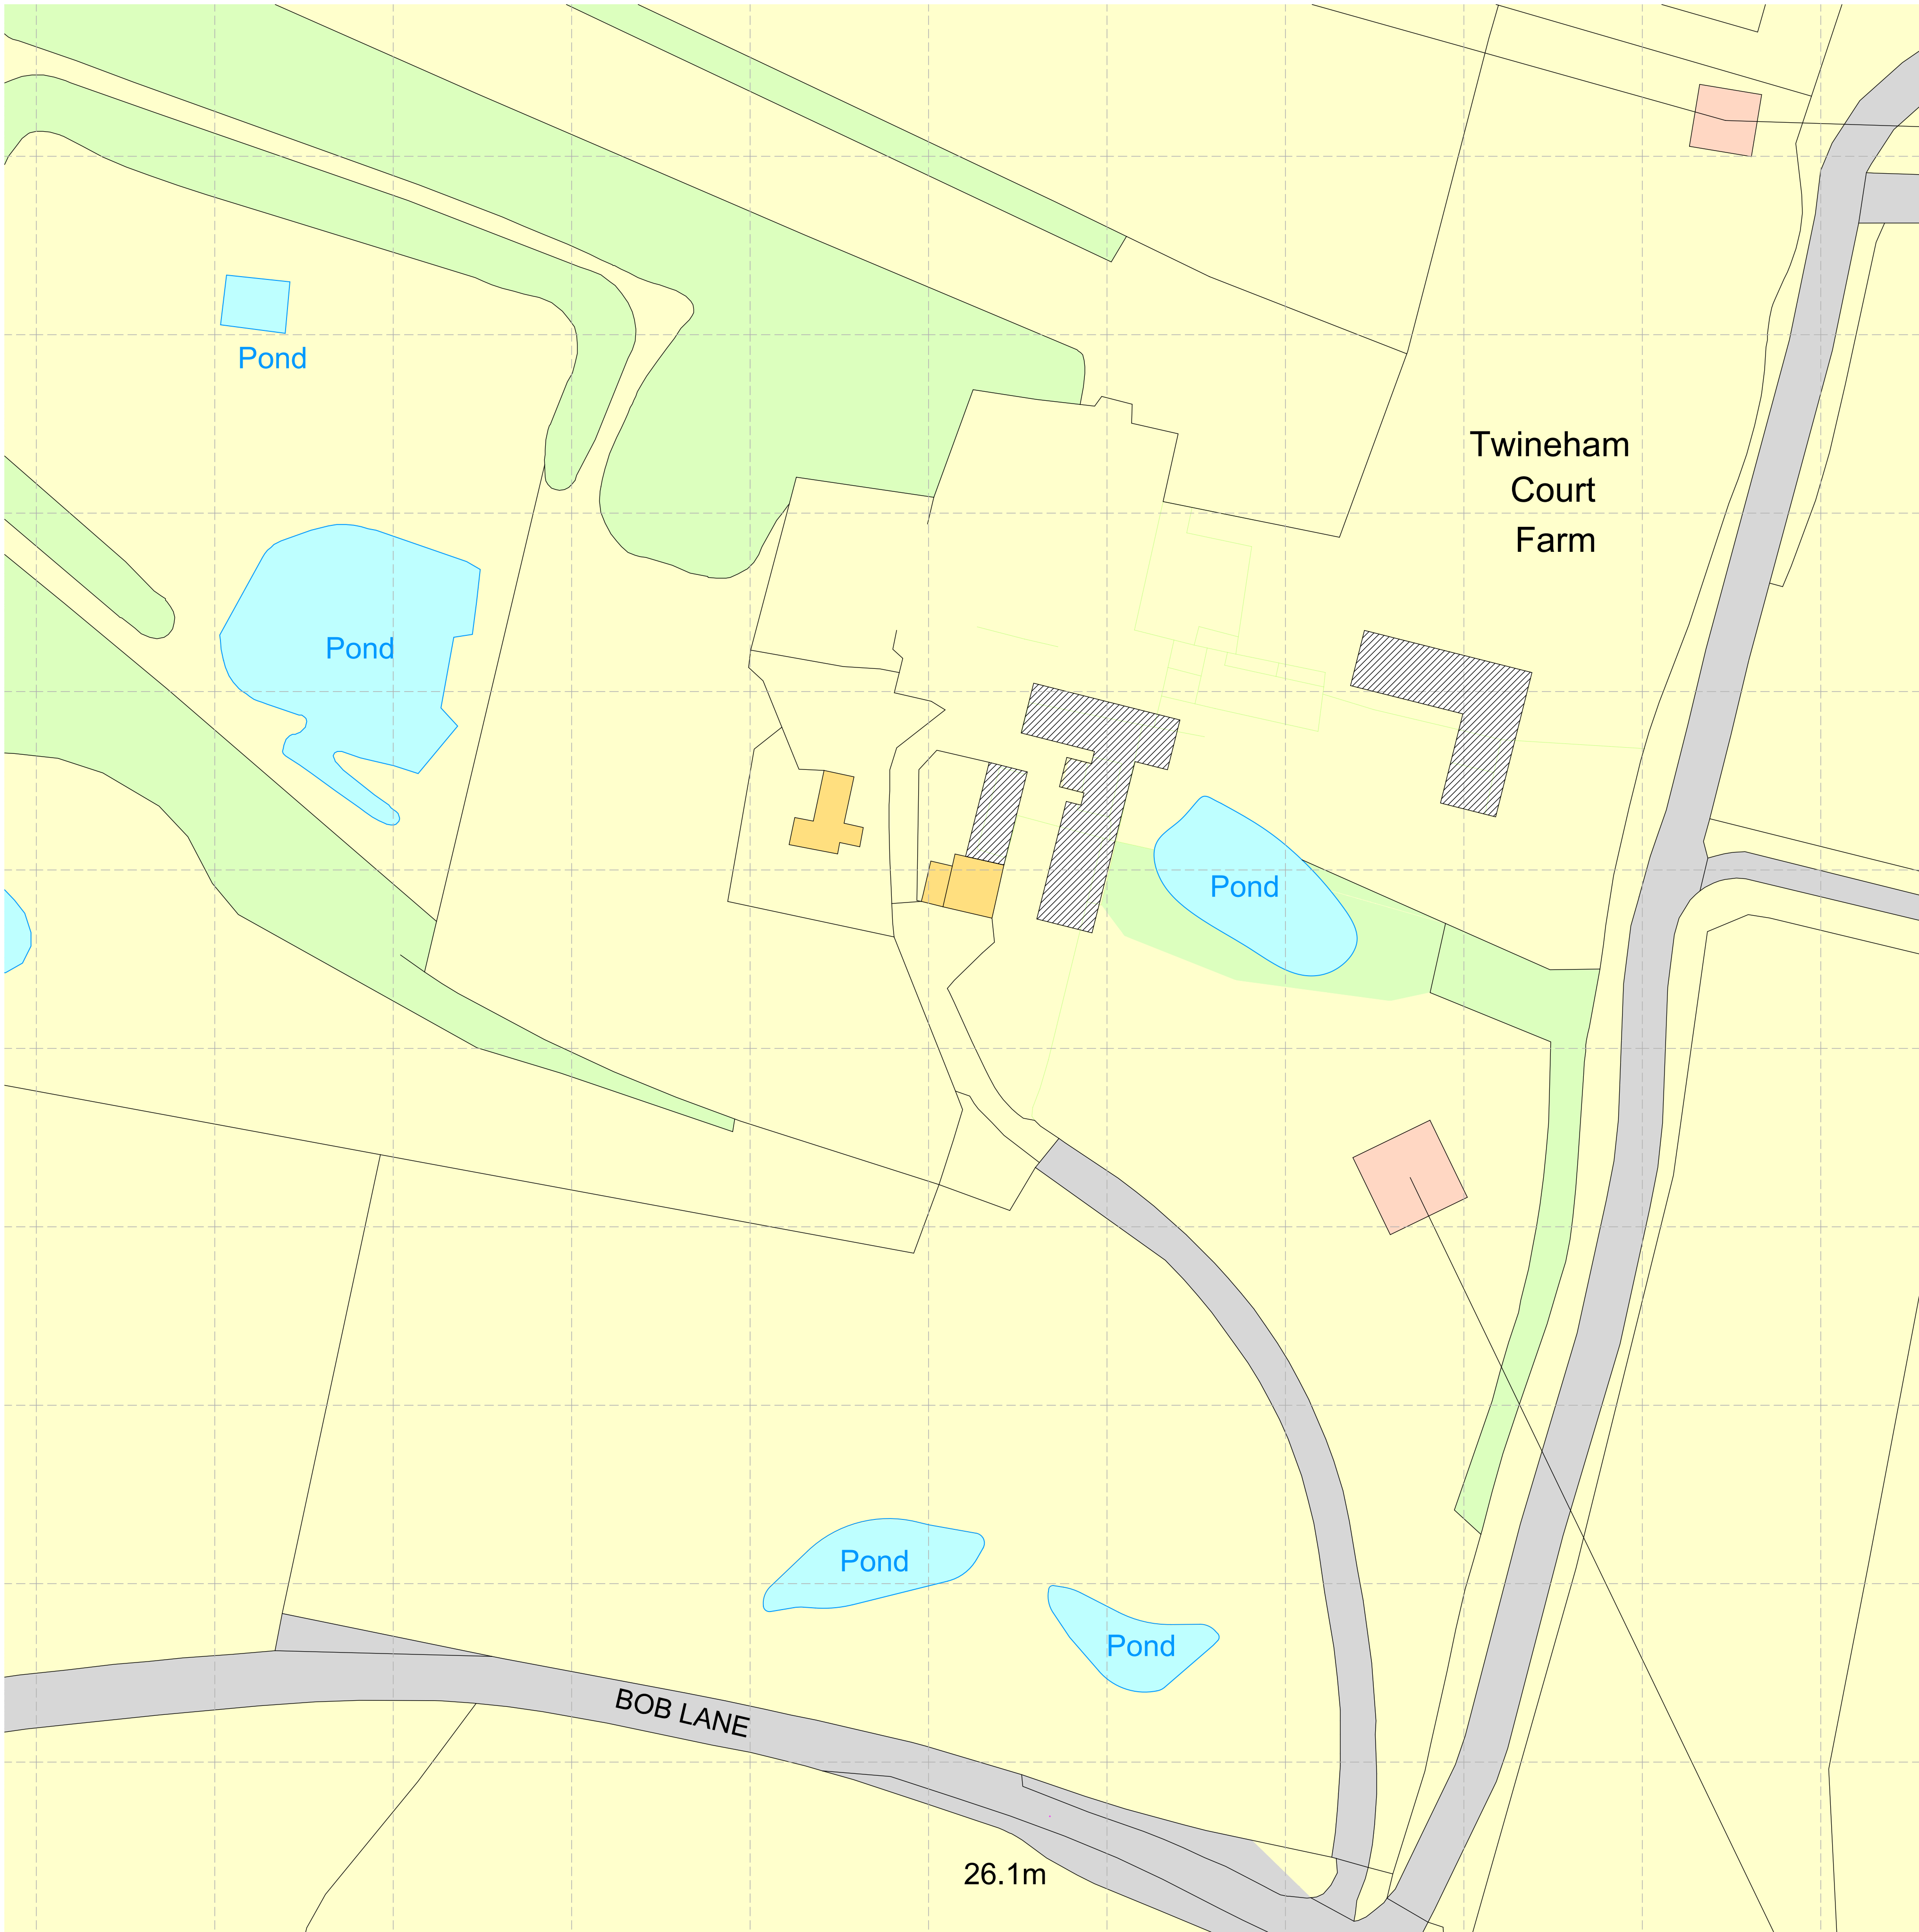 Pond
Twineham
Court
Farm
Pond
Pond
Pond
Pond
BOB LANE
26.1m